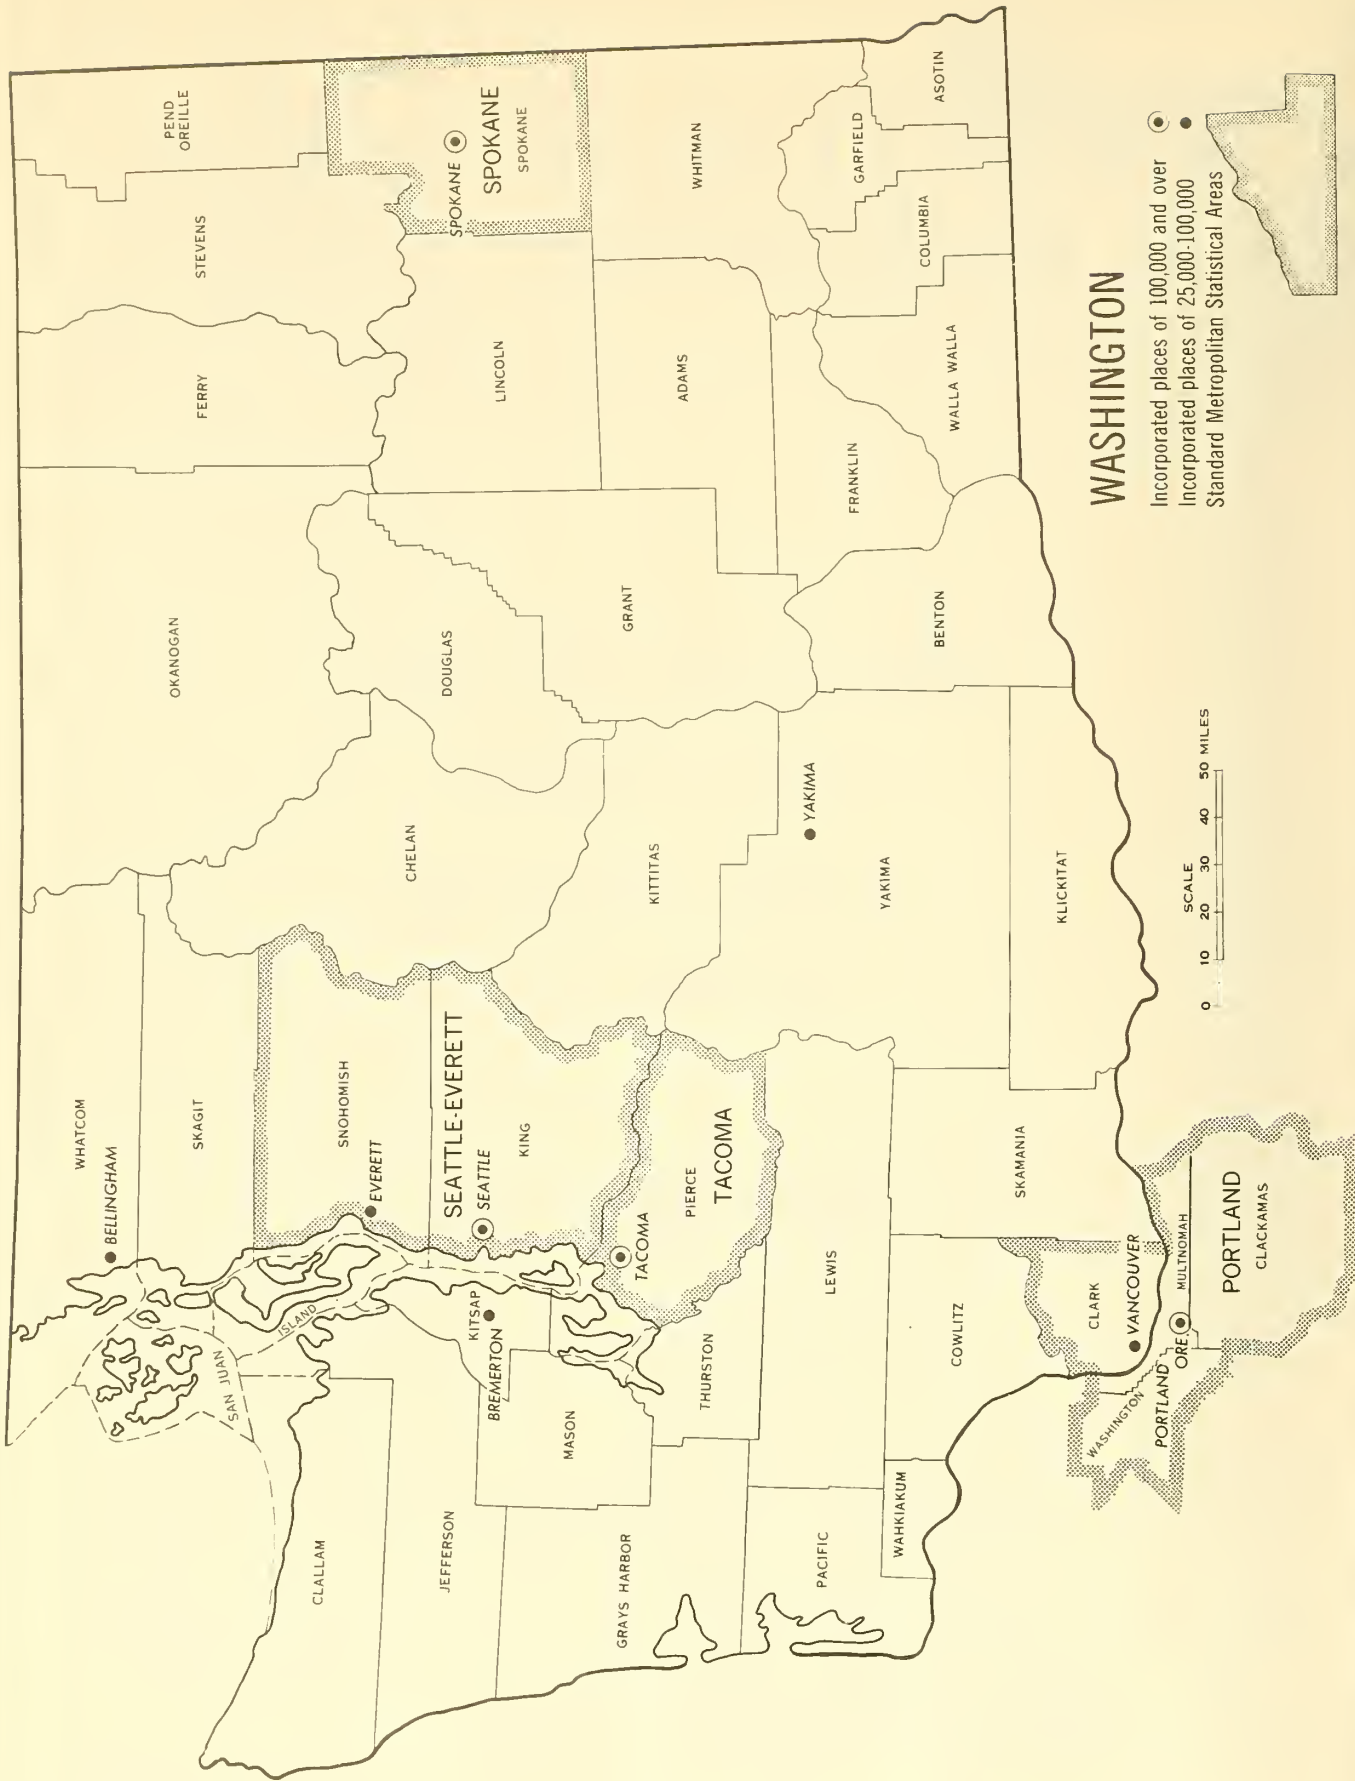 WHATCOM
BELLINGHAM
SAN JUAN
SKAGIT
ISLAND
OKANOGAN
FERRY
STEVENS
PEND
OREILLE
CLALLAM
SNOHOMISH
EVERETT
CHELAN
DOUGLAS
JEFFERSON
KITSAP
BREMERTON
SEATTLE-EVERETT
SEATTLE
KING
LINCOLN
SPOKANE
SPOKANE
SPOKANE
GRAYS HARBOR
MASON
TACOMA
KITTITAS
GRANT
ADAMS
WHITMAN
THURSTON
PIERCE
TACOMA
YAKIMA
PACIFIC
LEWIS
YAKIMA
FRANKLIN
GARFIELD
WAHKIAKUM
COWLITZ
SKAMANIA
BENTON
WALLA WALLA
COLUMBIA
ASOTIN
CLARK
VANCOUVER
KLICKITAT
WASHINGTON
PORTLAND
ORE.
MULTNOMAH
PORTLAND
CLACKAMAS
SCALE
0 10 20 30 40 50 MILES
WASHINGTON
Incorporated places of 100,000 and over
Incorporated places of 25,000-100,000
Standard Metropolitan Statistical Areas